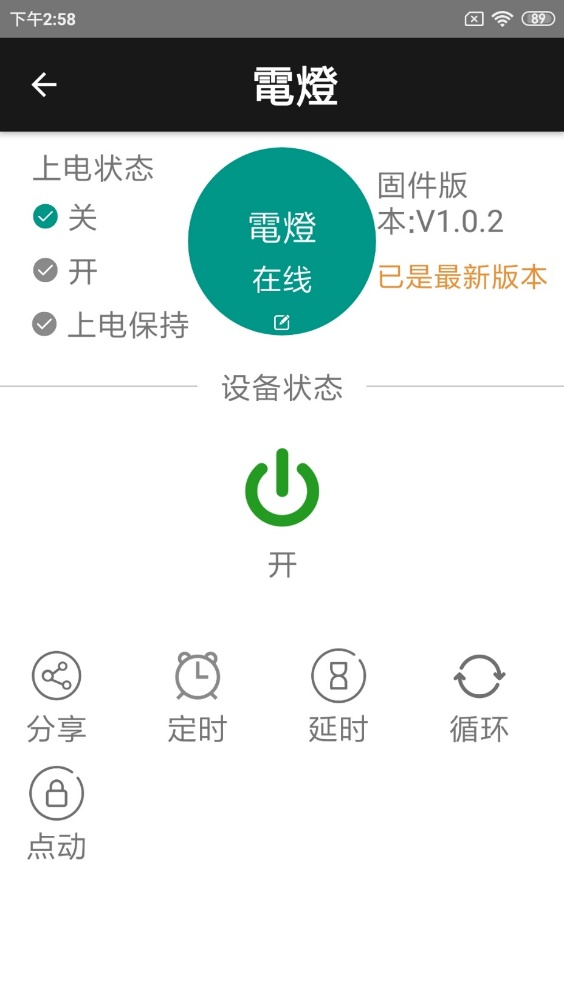 下午2:58
89
電燈
上电状态
关
开
上电保持
電燈
在线
固件版
本:V1.0.2
已是最新版本
设备状态
开
分享
定时
延时
循环
点动